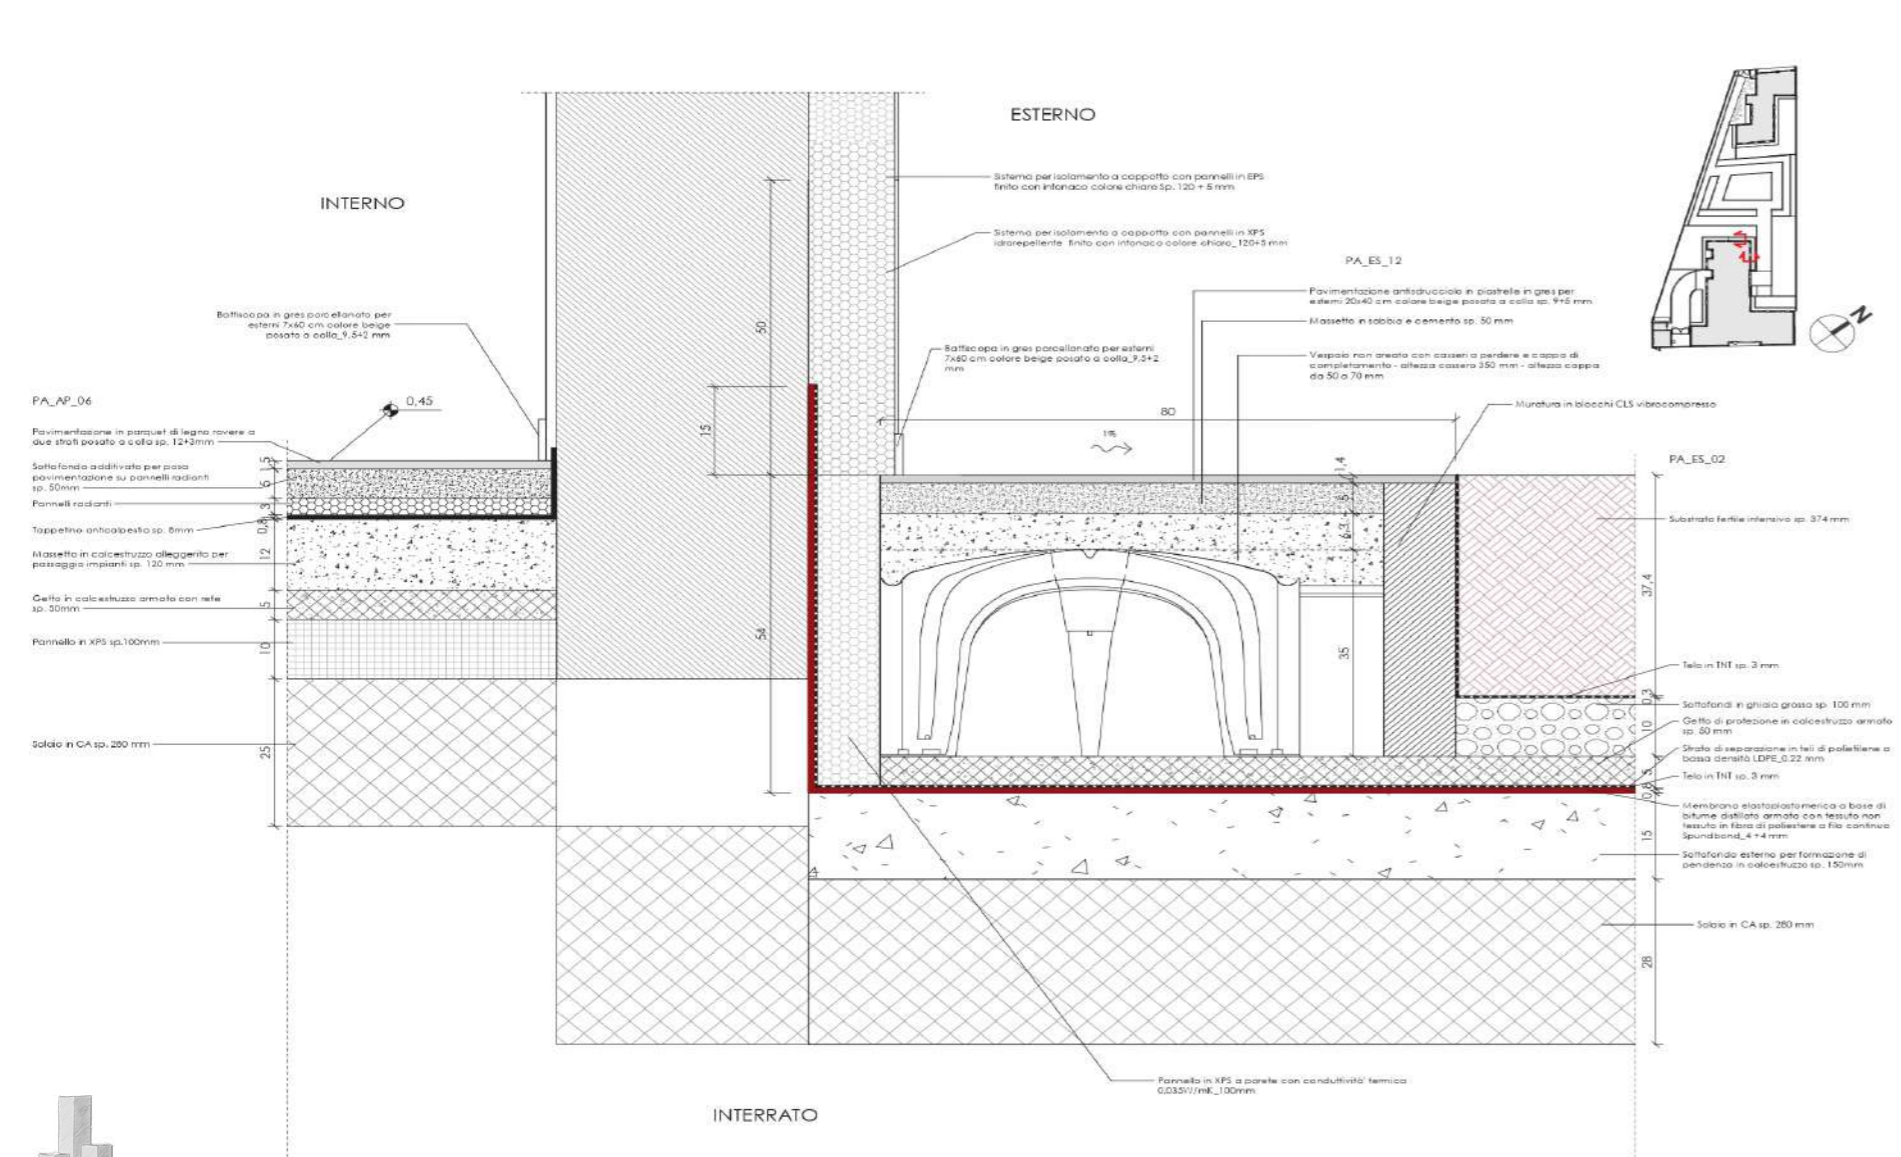 ESTERNO
INTERNO
INTERRATO
N
Sistema per isolamento a cappotto con pannelli in EPS
finito con intonaco colore chiaro Sp. 120 + 5 mm
Sistema per isolamento a cappotto con pannelli in XPS
idrorepellente finito con intonaco colore chiaro_120+5 mm
PA_ES_12
Pavimentazione antisdrucciolo in piastrelle in gres per
esterni 20x40 cm colore beige posata a colla sp. 9+5 mm
Massetto in sabbia e cemento sp. 50 mm
Vespaio non areato con casseri a perdere e cappa di
completamento - altezza cassero 350 mm - altezza cappa
da 50 a 70 mm
Battiscopa in gres porcellanato per
esterni 7x60 cm colore beige
posato a colla_9,5+2 mm
Battiscopa in gres porcellanato per esterni
7x60 cm colore beige posato a colla_9,5+2
mm
Muratura in blocchi CLS vibrocompresso
PA_AP_06
0,45
Pavimentazione in parquet di legno rovere a
due strati posato a colla sp. 12+3mm
Sottofondo additivato per posa
pavimentazione su pannelli radianti
sp. 50mm
Pannelli radianti
Tappetino anticalpestio sp. 8mm
Massetto in calcestruzzo alleggerito per
passaggio impianti sp. 120 mm
Getto in calcestruzzo armato con rete
sp. 50mm
Pannello in XPS sp.100mm
Solaio in CA sp. 280 mm
3
0,8
12
5
10
25
50
15
54
80
1%
1,4
5
35
PA_ES_02
Substrato fertile intensivo sp. 374 mm
Telo in TNT sp. 3 mm
Sottofondi in ghiaia grossa sp. 100 mm
Getto di protezione in calcestruzzo armato
sp. 50 mm
Strato di separazione in teli di polietilene a
bassa densità LDPE_0.22 mm
Telo in TNT sp. 3 mm
Membrana elastoplastomerica a base di
bitume distillato armata con tessuto non
tessuto in fibra di poliestere a filo continuo
Spunbond_4 +4 mm
Sottofondo esterno per formazione di
pendenza in calcestruzzo sp. 150mm
Solaio in CA sp. 280 mm
37,4
0,3
10
5
0,8
15
28
Pannello in XPS a parete con conduttività termica
0,035W/mK_100mm